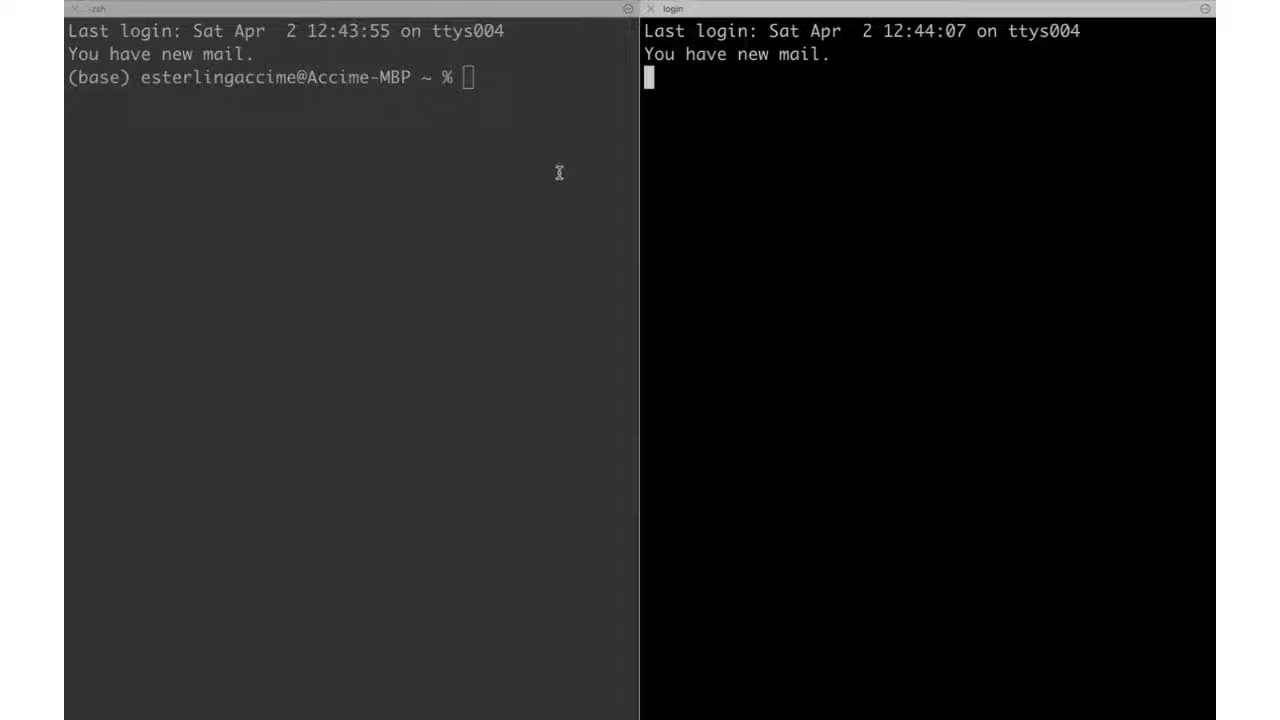 -zsh
Last login: Sat Apr  2 12:43:55 on ttys004
You have new mail.
(base) esterlingaccime@Accime-MBP ~ %
login
Last login: Sat Apr  2 12:44:07 on ttys004
You have new mail.